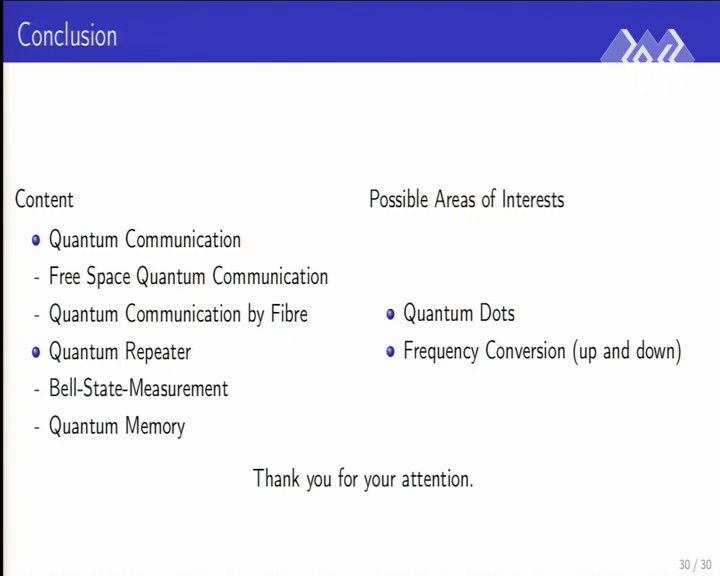 Conclusion
Content
• Quantum Communication
- Free Space Quantum Communication
- Quantum Communication by Fibre
• Quantum Repeater
- Bell-State-Measurement
- Quantum Memory
Possible Areas of Interests
• Quantum Dots
• Frequency Conversion (up and down)
Thank you for your attention.
30 / 30